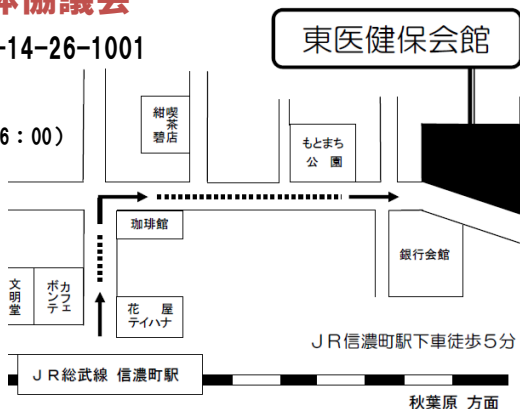 体協議会
-14-26-1001
6：00）
東医健保会館
喫茶店
紺碧
もとまち
公 園
珈琲館
銀行会館
文明堂
カフェ
ボンテ
花 屋
テイハナ
ＪＲ信濃町駅下車徒歩５分
ＪＲ総武線 信濃町駅
秋葉原 方面